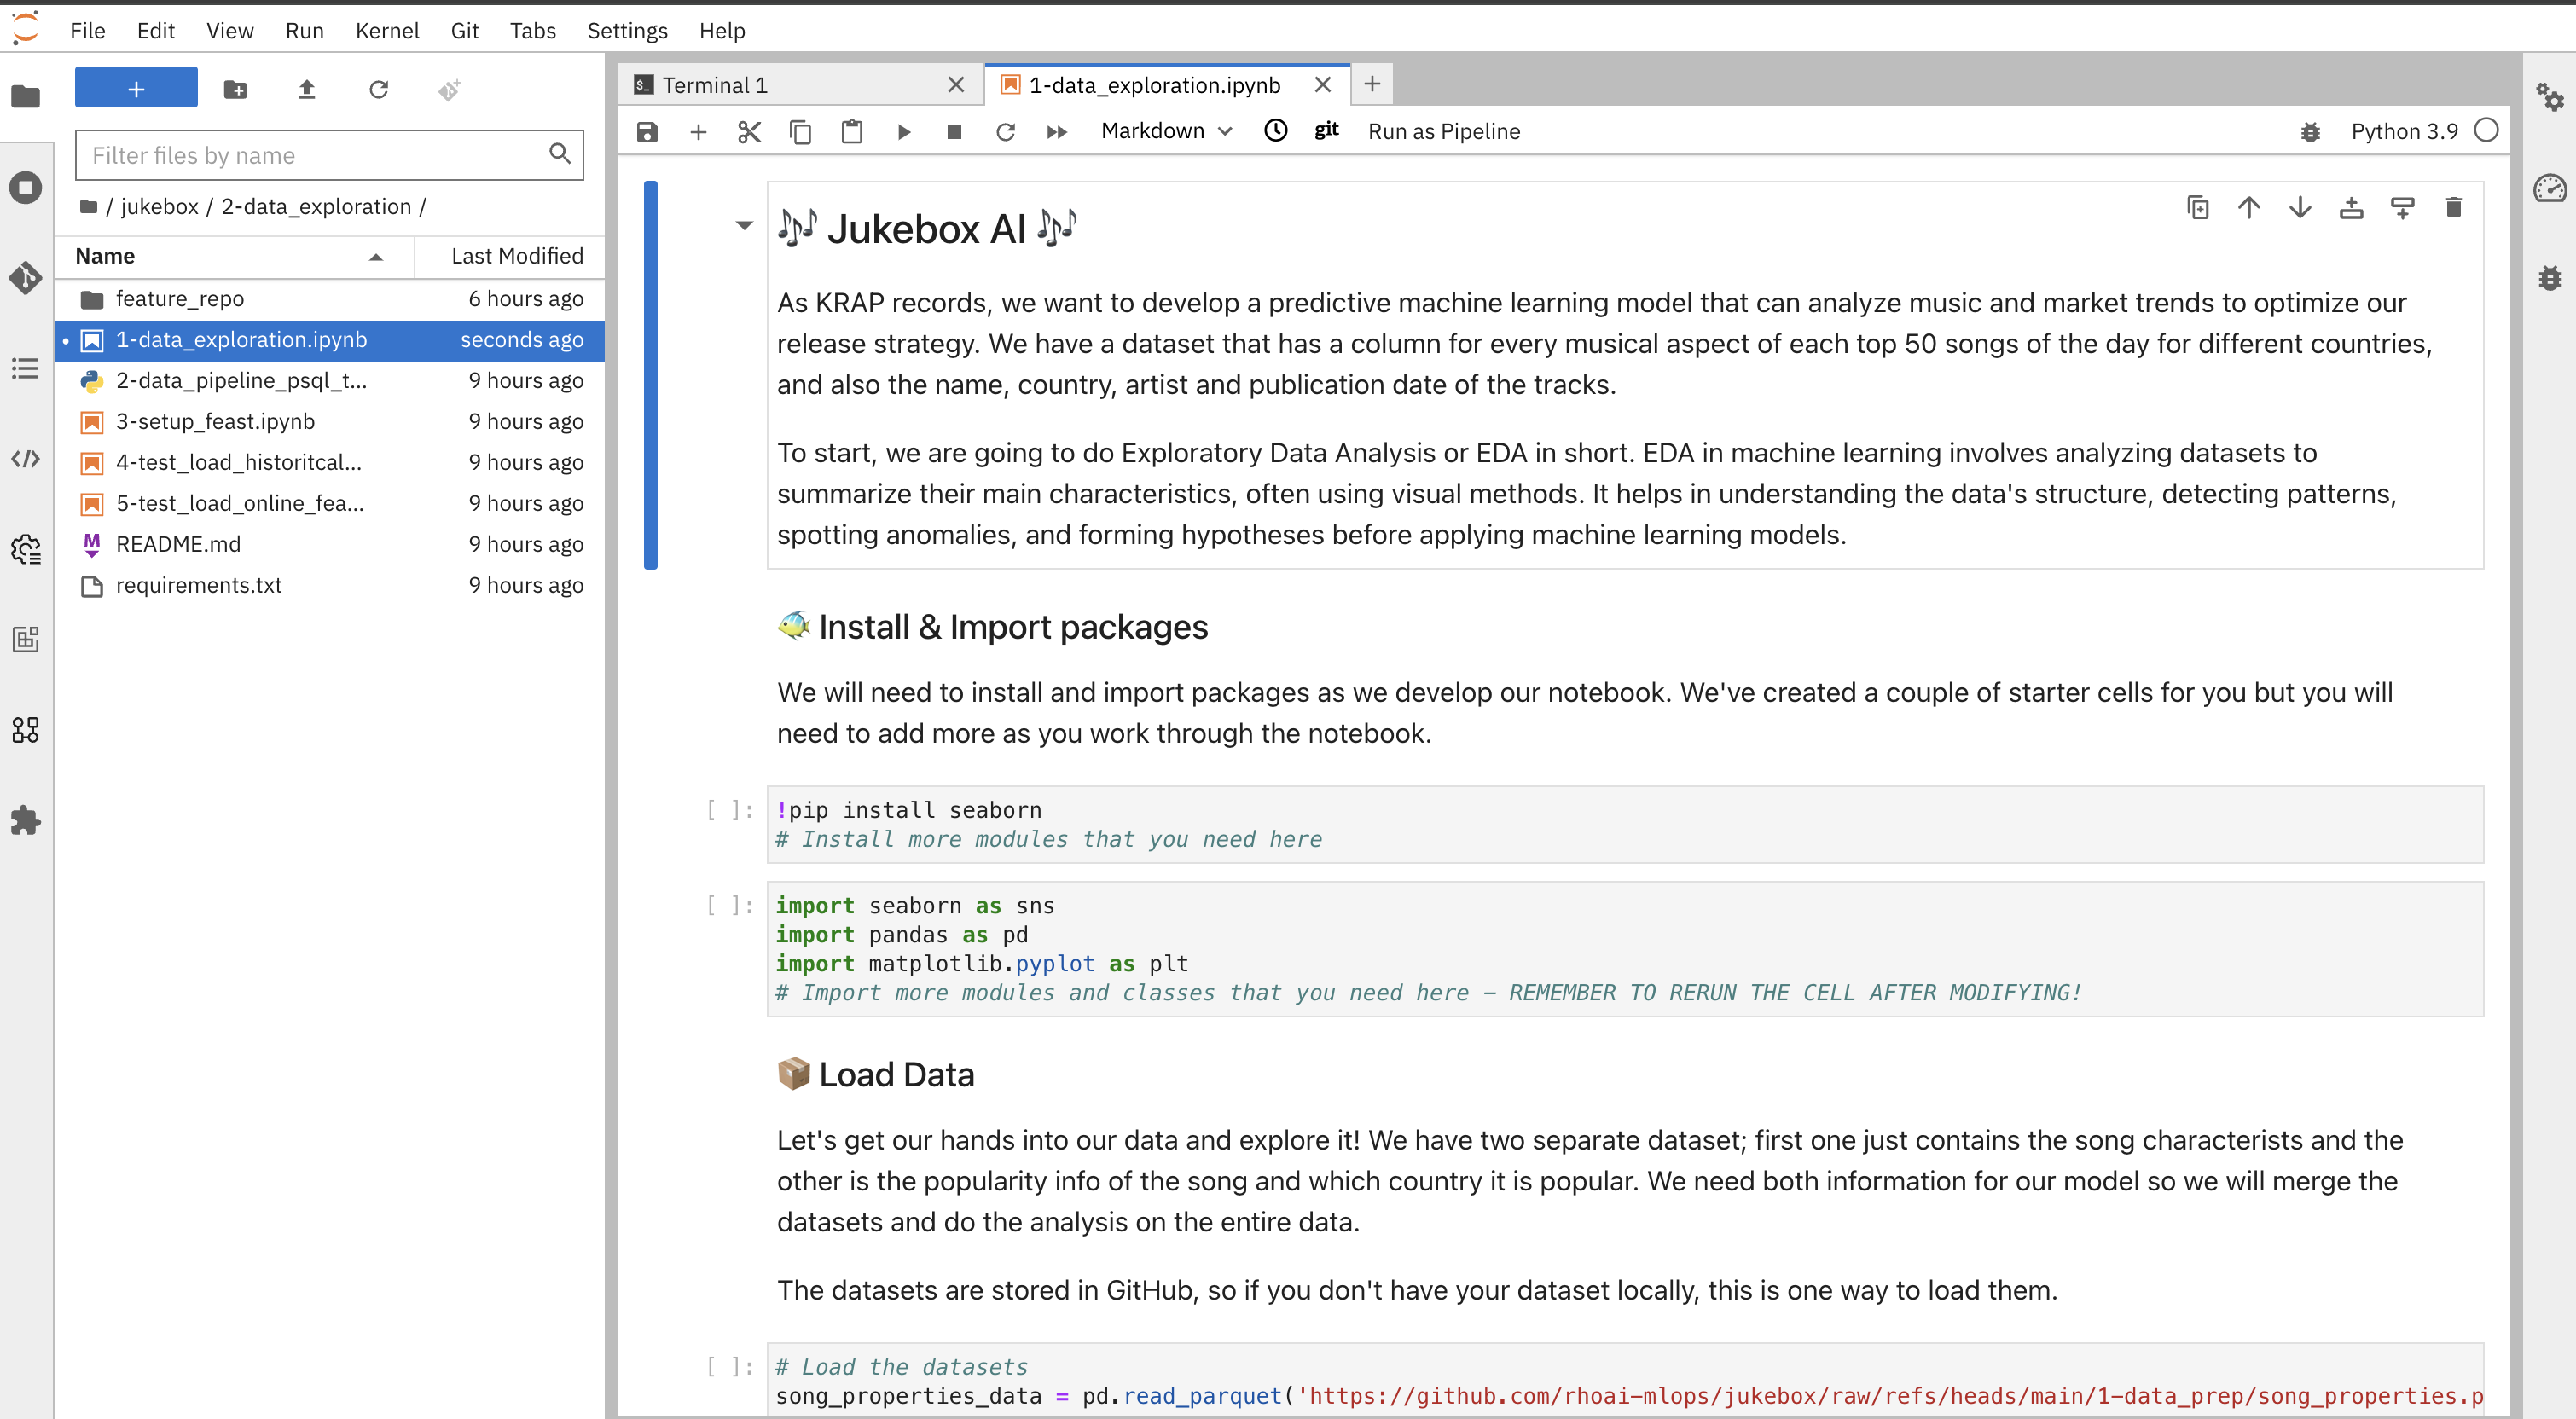 File Edit View Run Kernel Git Tabs Settings Help
+
Filter files by name
/ jukebox / 2-data_exploration /
Name Last Modified
feature_repo 6 hours ago
1-data_exploration.ipynb seconds ago
2-data_pipeline_psql_t... 9 hours ago
3-setup_feast.ipynb 9 hours ago
4-test_load_historitcal... 9 hours ago
5-test_load_online_fea... 9 hours ago
README.md 9 hours ago
requirements.txt 9 hours ago
Terminal 1
1-data_exploration.ipynb
Markdown git Run as Pipeline Python 3.9
🎶 Jukebox AI 🎶
As KRAP records, we want to develop a predictive machine learning model that can analyze music and market trends to optimize our
release strategy. We have a dataset that has a column for every musical aspect of each top 50 songs of the day for different countries,
and also the name, country, artist and publication date of the tracks.
To start, we are going to do Exploratory Data Analysis or EDA in short. EDA in machine learning involves analyzing datasets to
summarize their main characteristics, often using visual methods. It helps in understanding the data's structure, detecting patterns,
spotting anomalies, and forming hypotheses before applying machine learning models.
🐠 Install & Import packages
We will need to install and import packages as we develop our notebook. We've created a couple of starter cells for you but you will
need to add more as you work through the notebook.
[ ]: !pip install seaborn
# Install more modules that you need here
[ ]: import seaborn as sns
import pandas as pd
import matplotlib.pyplot as plt
# Import more modules and classes that you need here – REMEMBER TO RERUN THE CELL AFTER MODIFYING!
📦 Load Data
Let's get our hands into our data and explore it! We have two separate dataset; first one just contains the song characterists and the
other is the popularity info of the song and which country it is popular. We need both information for our model so we will merge the
datasets and do the analysis on the entire data.
The datasets are stored in GitHub, so if you don't have your dataset locally, this is one way to load them.
[ ]: # Load the datasets
song_properties_data = pd.read_parquet('https://github.com/rhoai-mlops/jukebox/raw/refs/heads/main/1-data_prep/song_properties.p